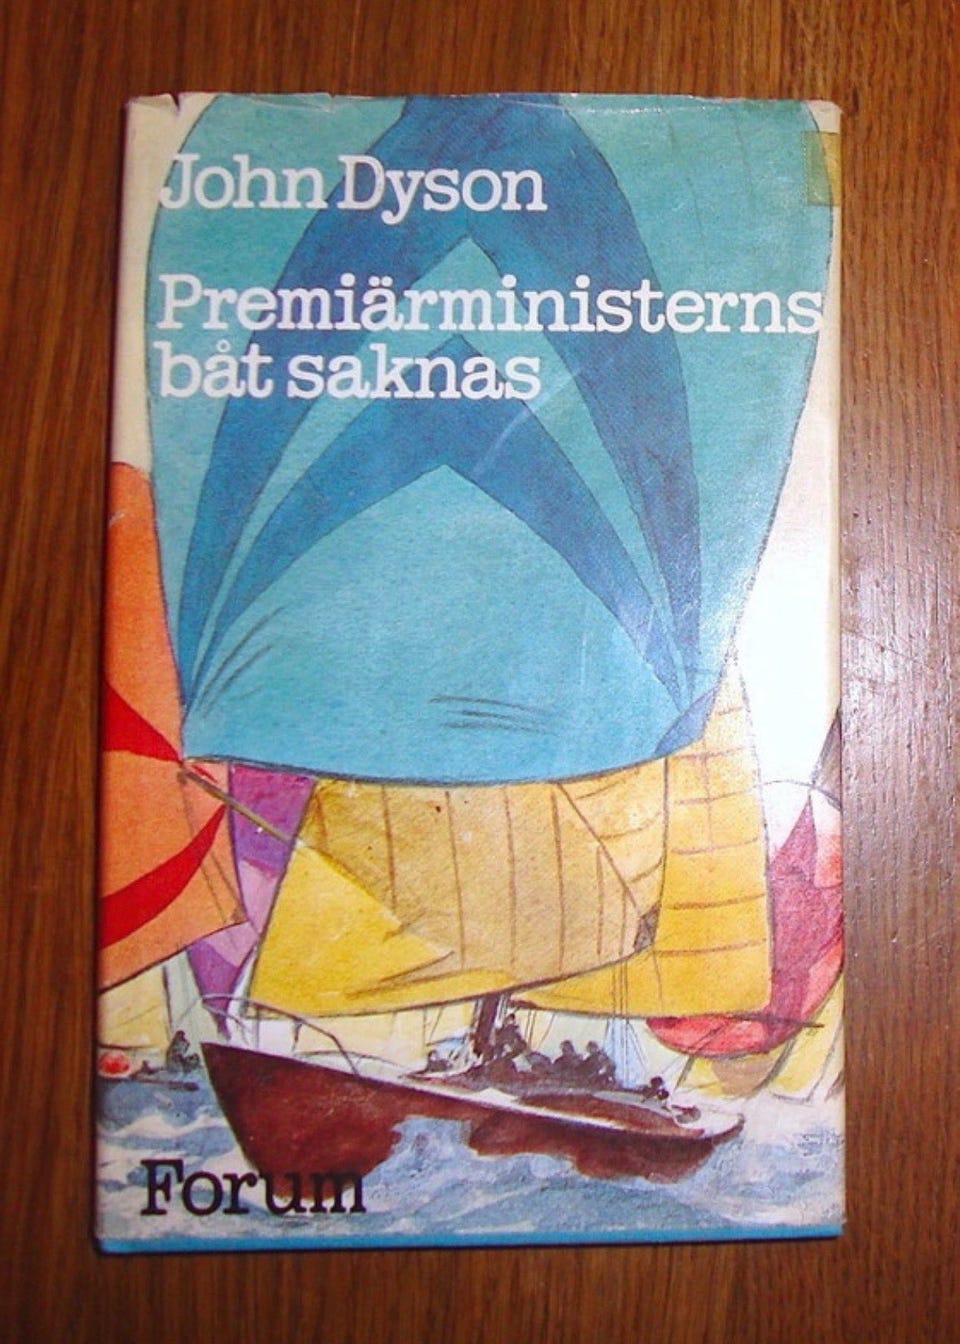 John Dyson
Premiärministerns
båt saknas
Forum